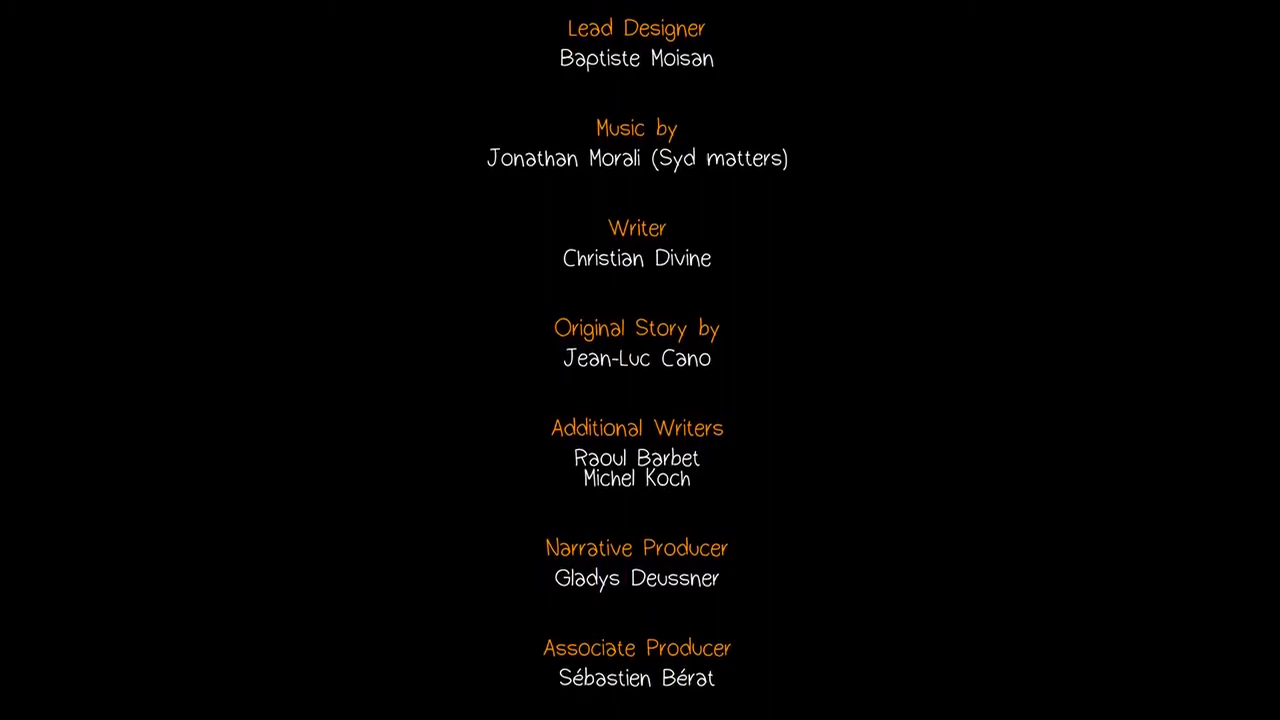 Lead Designer
Baptiste Moisan
Music by
Jonathan Morali (Syd matters)
Writer
Christian Divine
Original Story by
Jean-Luc Cano
Additional Writers
Raoul Barbet
Michel Koch
Narrative Producer
Gladys Deussner
Associate Producer
Sébastien Bérat